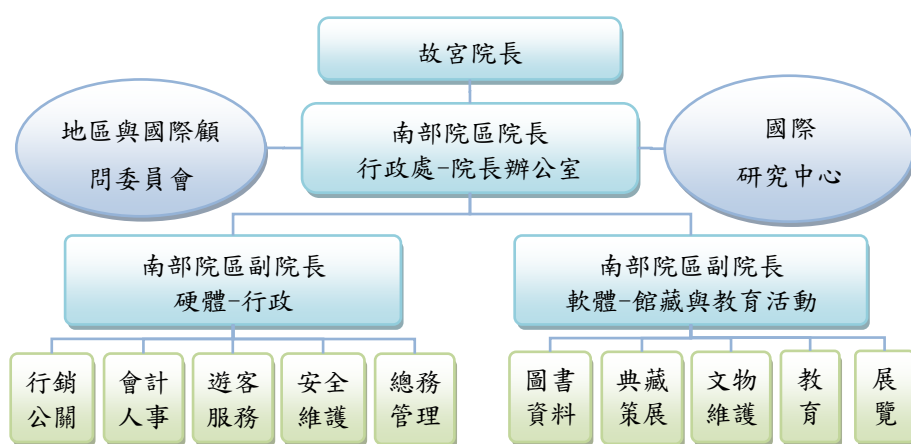 故宮院長
地區與國際顧
問委員會
南部院區院長
行政處-院長辦公室
國際
研究中心
南部院區副院長
硬體-行政
南部院區副院長
軟體-館藏與教育活動
行銷
公關
會計
人事
遊客
服務
安全
維護
總務
管理
圖書
資料
典藏
策展
文物
維護
教
育
展
覽